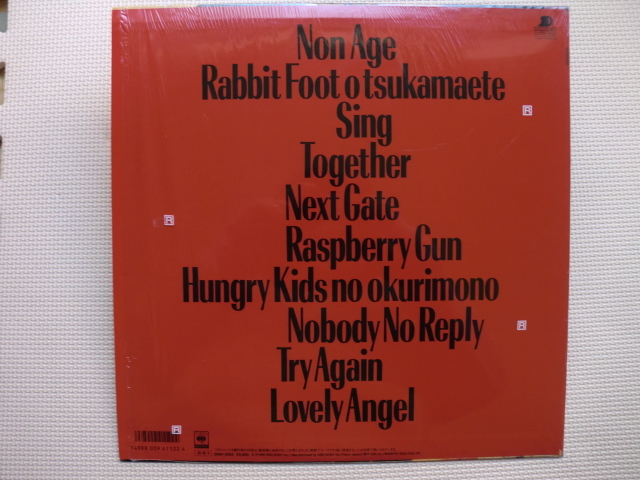 Non Age
Rabbit Foot o tsukamaete
Sing
Together
Next Gate
Raspberry Gun
Hungry Kids no okurimono
Nobody No Reply
Try Again
Lovely Angel